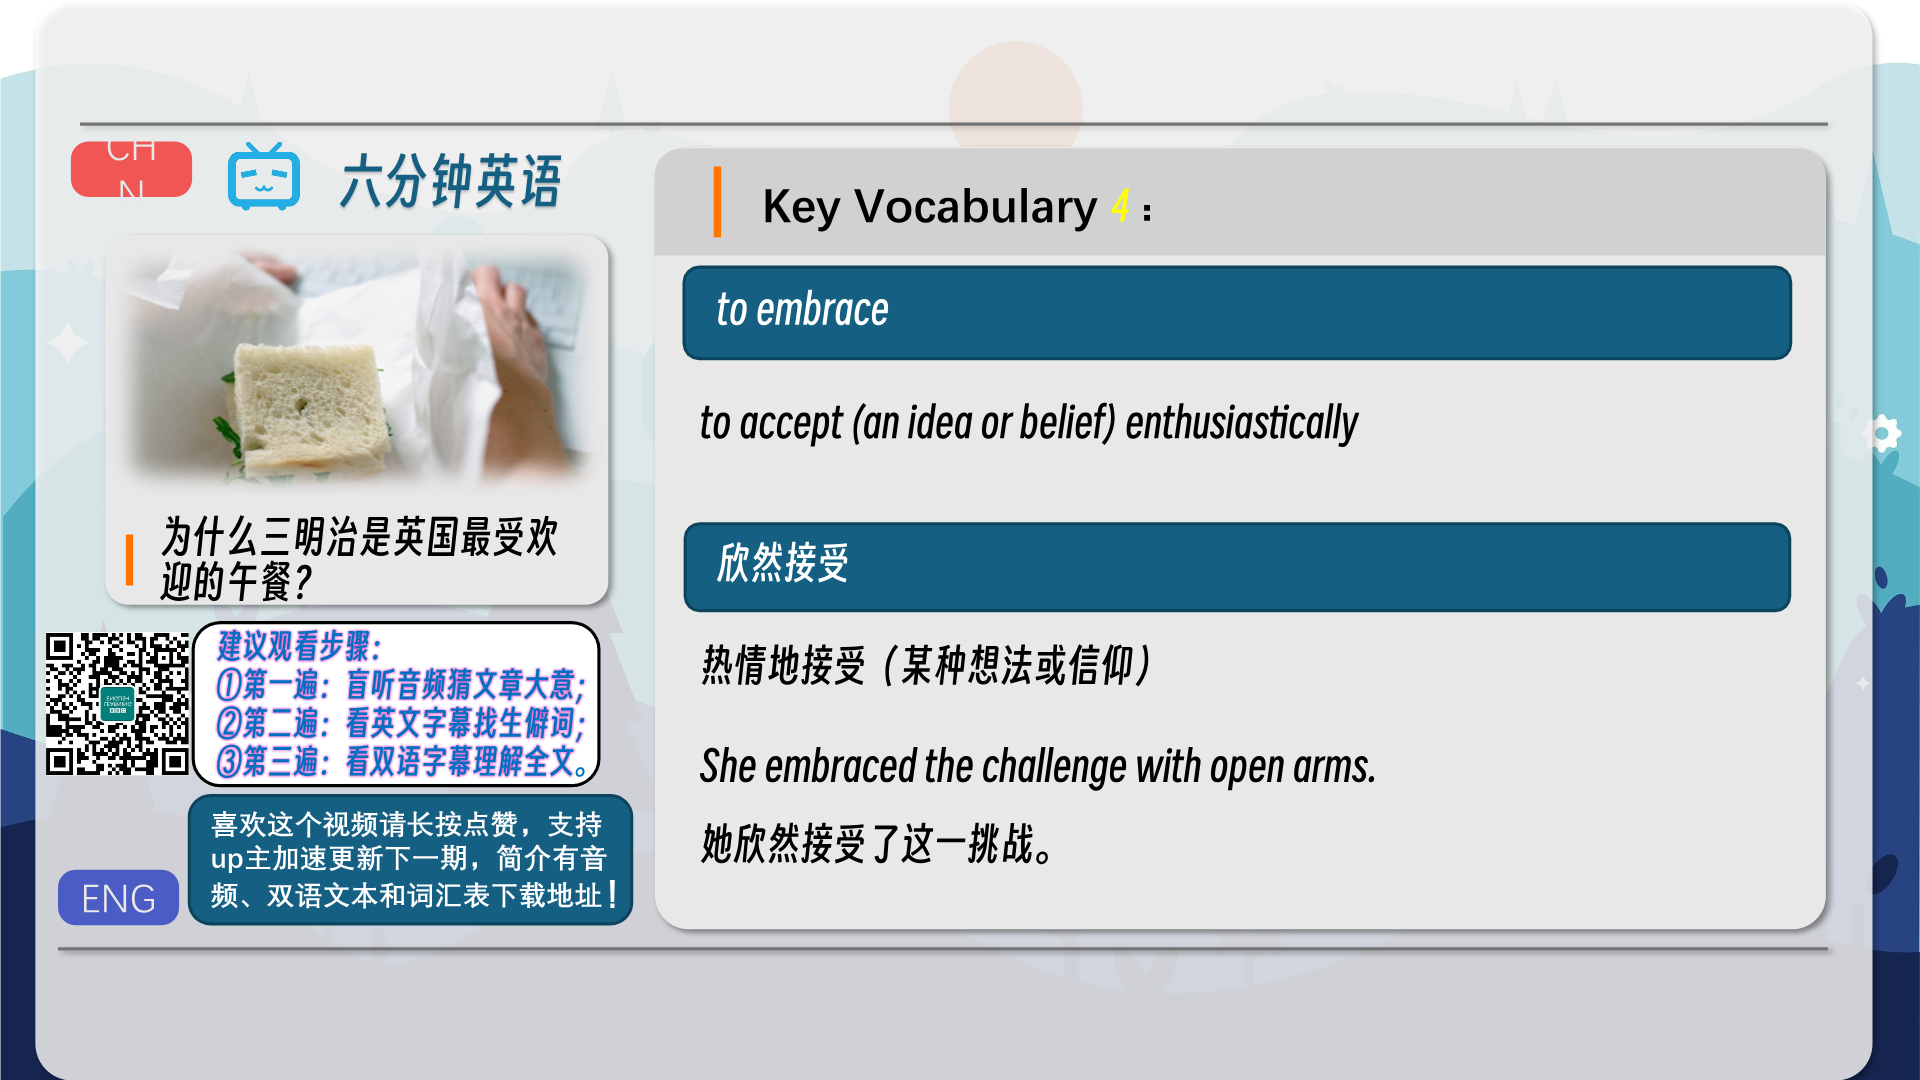 CH
N
六分钟英语
为什么三明治是英国最受欢
迎的午餐？
建议观看步骤：
①第一遍：盲听音频猜文章大意；
②第二遍：看英文字幕找生僻词；
③第三遍：看双语字幕理解全文。
喜欢这个视频请长按点赞，支持
up主加速更新下一期，简介有音
频、双语文本和词汇表下载地址！
ENG
Key Vocabulary 4：
to embrace
to accept (an idea or belief) enthusiastically
欣然接受
热情地接受（某种想法或信仰）
She embraced the challenge with open arms.
她欣然接受了这一挑战。